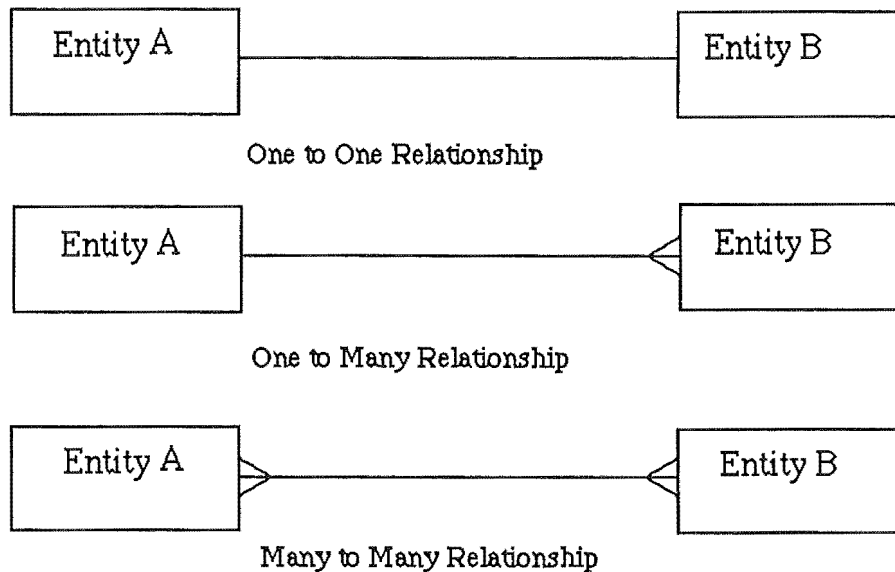 Entity A
Entity B
One to One Relationship
Entity A
Entity B
One to Many Relationship
Entity A
Entity B
Many to Many Relationship